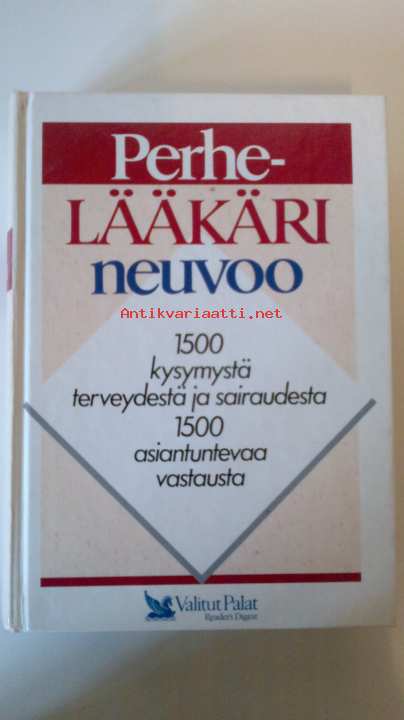 Perhe-
LÄÄKÄRI
neuvoo
Antikvariaatti.net
1500
kysymystä
terveydestä ja sairaudesta
1500
asiantuntevaa
vastausta
Valitut Palat
Reader's Digest